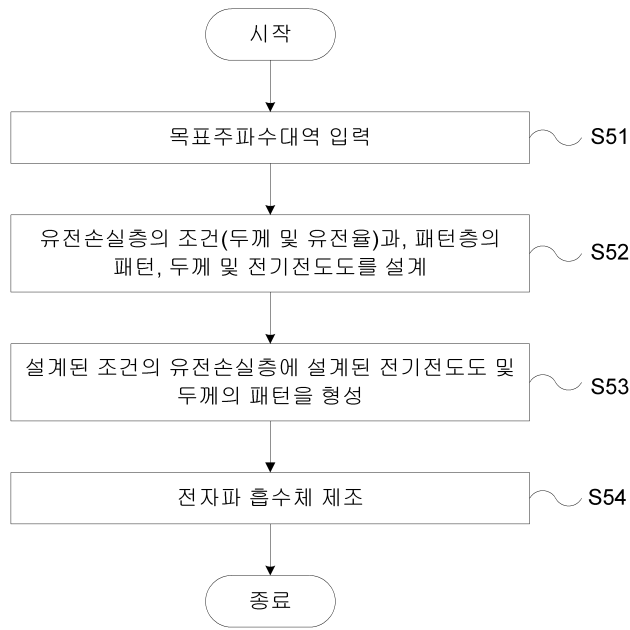 시작
목표주파수대역 입력
S51
유전손실층의 조건(두께 및 유전율)과, 패턴층의
패턴, 두께 및 전기전도도를 설계
S52
설계된 조건의 유전손실층에 설계된 전기전도도 및
두께의 패턴을 형성
S53
전자파 흡수체 제조
S54
종료